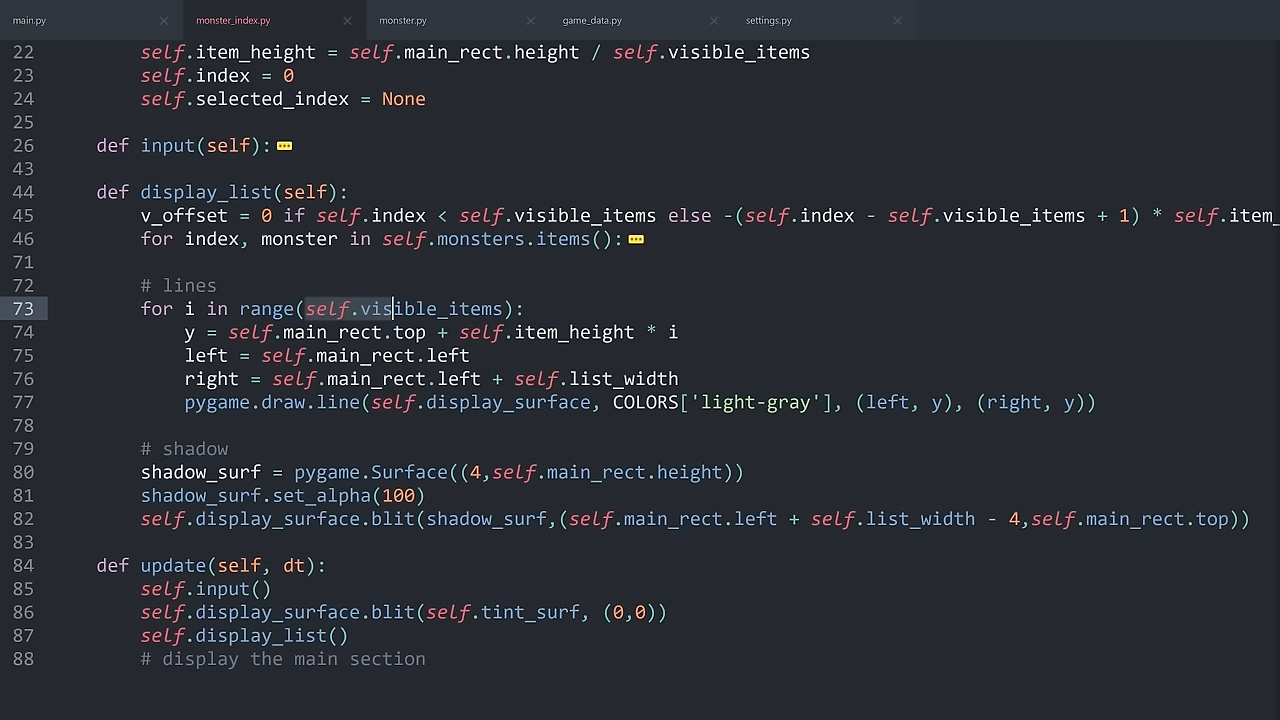 main.py monster_index.py monster.py game_data.py settings.py
22 self.item_height = self.main_rect.height / self.visible_items
23 self.index = 0
24 self.selected_index = None
25
26 def input(self):
43
44 def display_list(self):
45 v_offset = 0 if self.index < self.visible_items else -(self.index - self.visible_items + 1) * self.item_
46 for index, monster in self.monsters.items():
71
72 # lines
73 for i in range(self.visible_items):
74 y = self.main_rect.top + self.item_height * i
75 left = self.main_rect.left
76 right = self.main_rect.left + self.list_width
77 pygame.draw.line(self.display_surface, COLORS['light-gray'], (left, y), (right, y))
78
79 # shadow
80 shadow_surf = pygame.Surface((4,self.main_rect.height))
81 shadow_surf.set_alpha(100)
82 self.display_surface.blit(shadow_surf,(self.main_rect.left + self.list_width - 4,self.main_rect.top))
83
84 def update(self, dt):
85 self.input()
86 self.display_surface.blit(self.tint_surf, (0,0))
87 self.display_list()
88 # display the main section